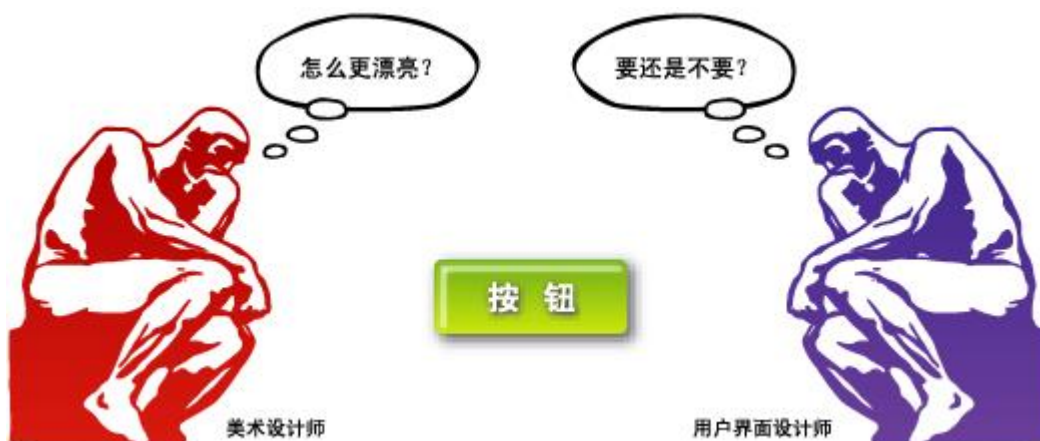 怎么更漂亮?
要还是不要?
按 钮
美术设计师
用户界面设计师